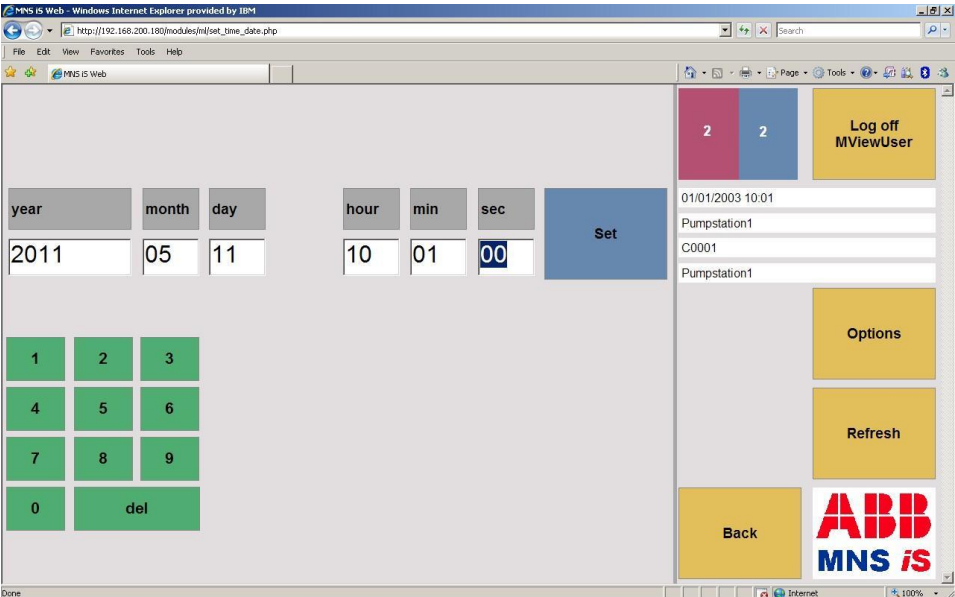 MNS iS Web - Windows Internet Explorer provided by IBM
http://192.168.200.180/modules/ml/set_time_date.php
Search
File Edit View Favorites Tools Help
MNS iS Web
Page Tools
2 2
Log off
MViewUser
year month day hour min sec
Set
2011 05 11 10 01 00
01/01/2003 10:01
Pumpstation1
C0001
Pumpstation1
Options
1 2 3
4 5 6
Refresh
7 8 9
0 del
Back
ABB
MNS iS
Done
Internet
100%